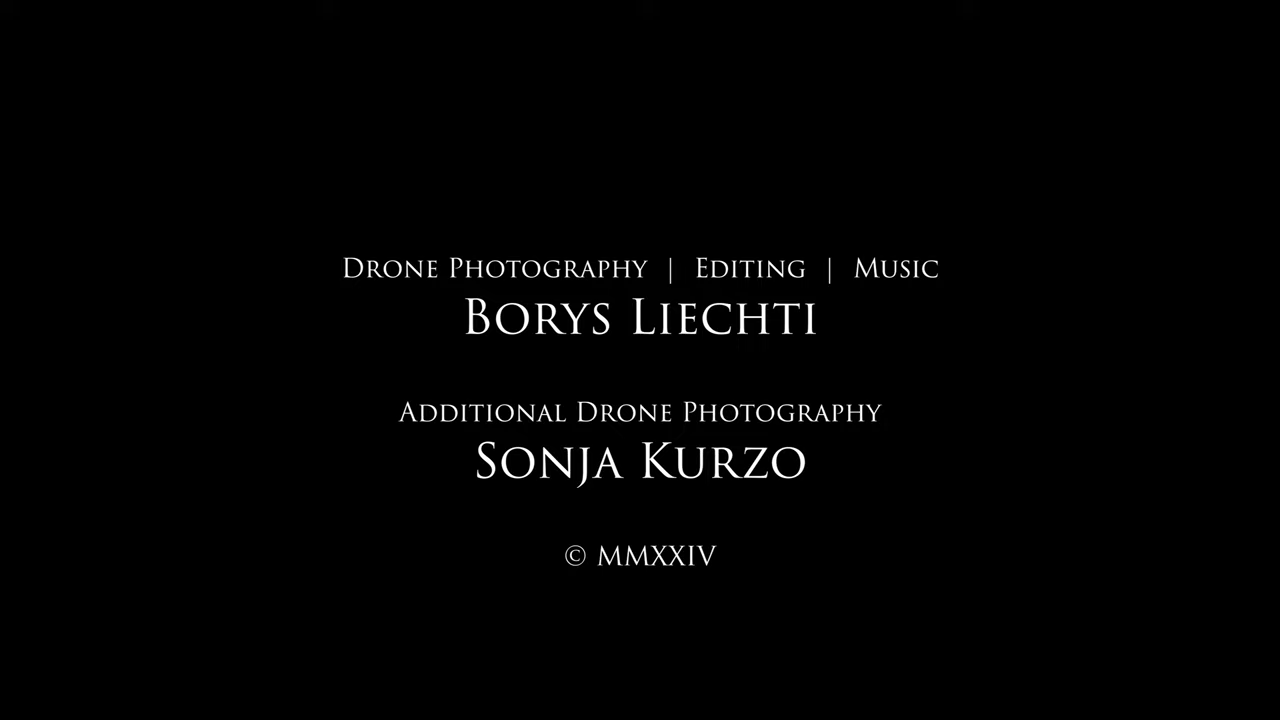 Drone Photography | Editing | Music
Borys Liechti
Additional Drone Photography
Sonja Kurzo
© MMXXIV